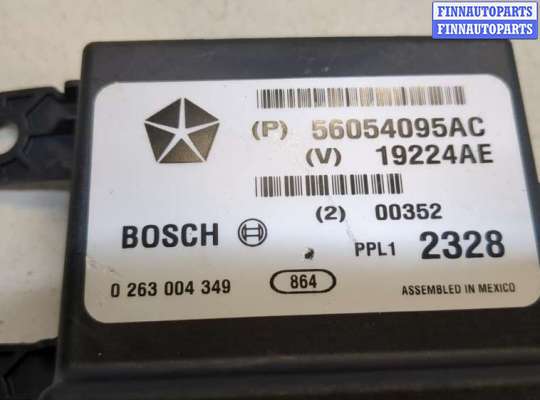 FINNAUTOPARTS
FINNAUTOPARTS
(P) 56054095AC
(V) 19224AE
(2) 00352
BOSCH
PPL1 2328
0 263 004 349
864
ASSEMBLED IN MEXICO